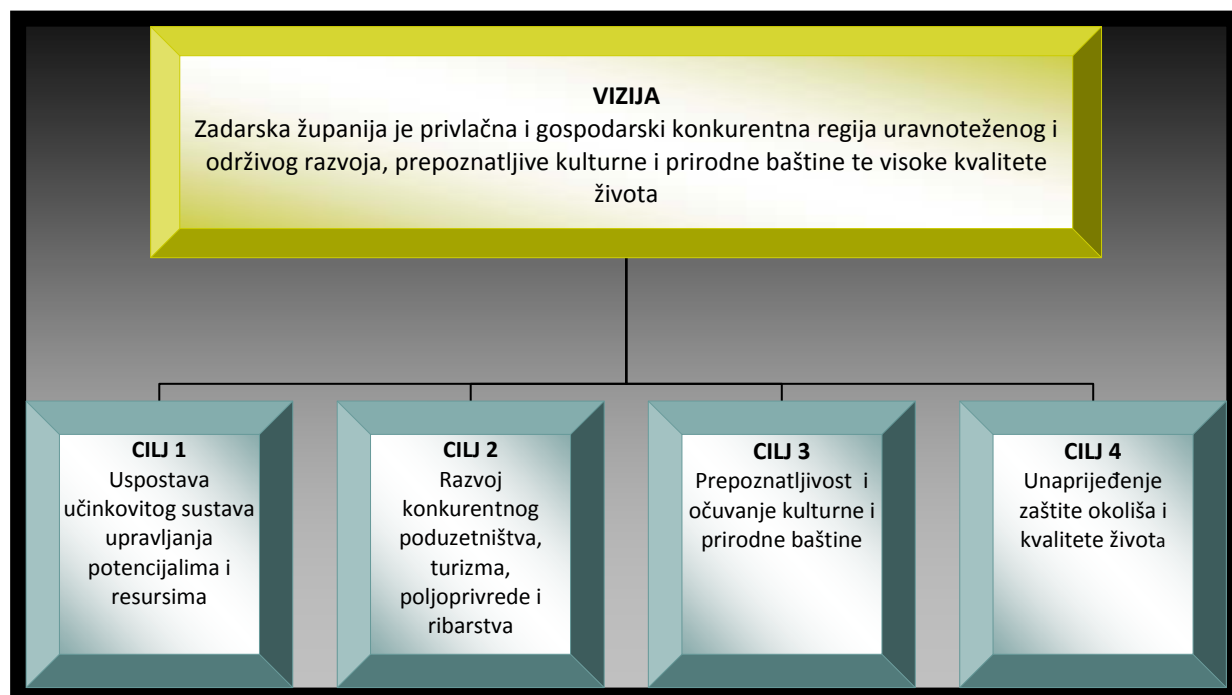 VIZIJA
Zadarska županija je privlačna i gospodarski konkurentna regija uravnoteženog i
održivog razvoja, prepoznatljive kulturne i prirodne baštine te visoke kvalitete
života
CILJ 1
Uspostava
učinkovitog sustava
upravljanja
potencijalima i
resursima
CILJ 2
Razvoj
konkurentnog
poduzetništva,
turizma,
poljoprivrede i
ribarstva
CILJ 3
Prepoznatljivost i
očuvanje kulturne i
prirodne baštine
CILJ 4
Unaprijeđenje
zaštite okoliša i
kvalitete života